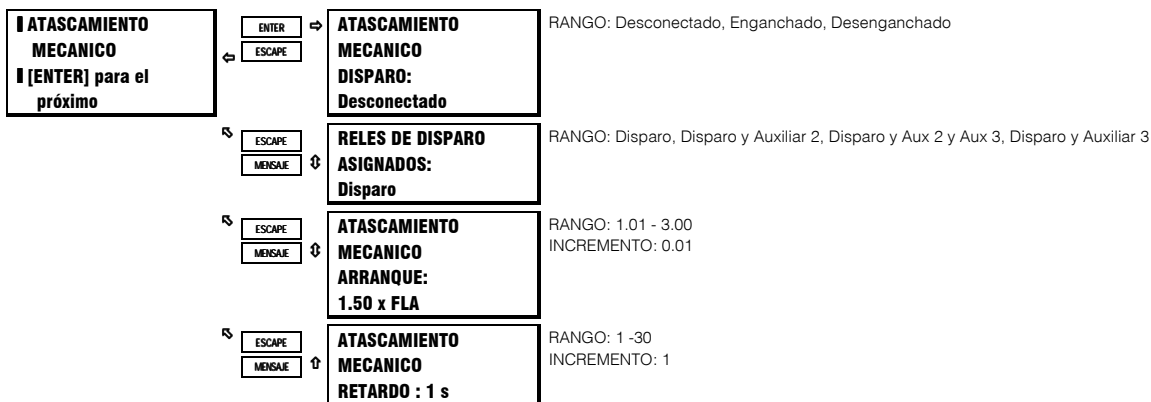 ATASCAMIENTO
MECANICO
[ENTER] para el
próximo
ENTER
ESCAPE
ATASCAMIENTO
MECANICO
DISPARO:
Desconectado
RANGO: Desconectado, Enganchado, Desenganchado
ESCAPE
MENSAJE
RELES DE DISPARO
ASIGNADOS:
Disparo
RANGO: Disparo, Disparo y Auxiliar 2, Disparo y Aux 2 y Aux 3, Disparo y Auxiliar 3
ESCAPE
MENSAJE
ATASCAMIENTO
MECANICO
ARRANQUE:
1.50 x FLA
RANGO: 1.01 - 3.00
INCREMENTO: 0.01
ESCAPE
MENSAJE
ATASCAMIENTO
MECANICO
RETARDO : 1 s
RANGO: 1 -30
INCREMENTO: 1